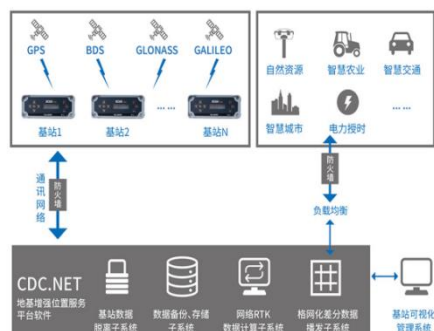 GPS BDS GLONASS GALILEO
基站1 基站2 …… 基站N
自然资源 智慧农业 智慧交通
智慧城市 电力授时 ……
通讯网络
防火墙
防火墙
负载均衡
CDC.NET
地基增强位置服务
平台软件
基站数据
脱离子系统
数据备份、存储
子系统
网络RTK
数据计算子系统
格网化差分数据
播发子系统
基站可视化
管理系统